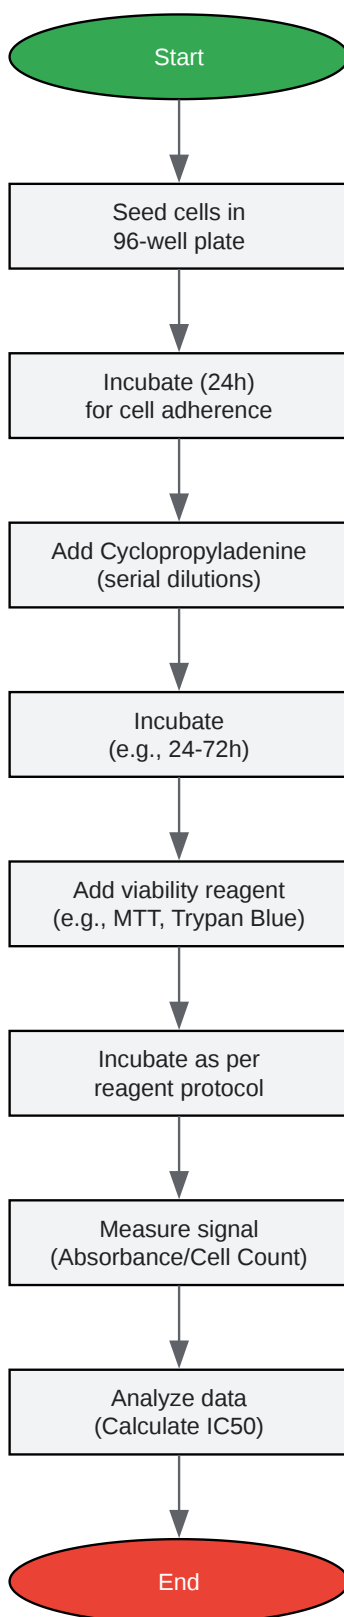 Start
Seed cells in
96-well plate
Incubate (24h)
for cell adherence
Add Cyclopropyladenine
(serial dilutions)
Incubate
(e.g., 24-72h)
Add viability reagent
(e.g., MTT, Trypan Blue)
Incubate as per
reagent protocol
Measure signal
(Absorbance/Cell Count)
Analyze data
(Calculate IC50)
End